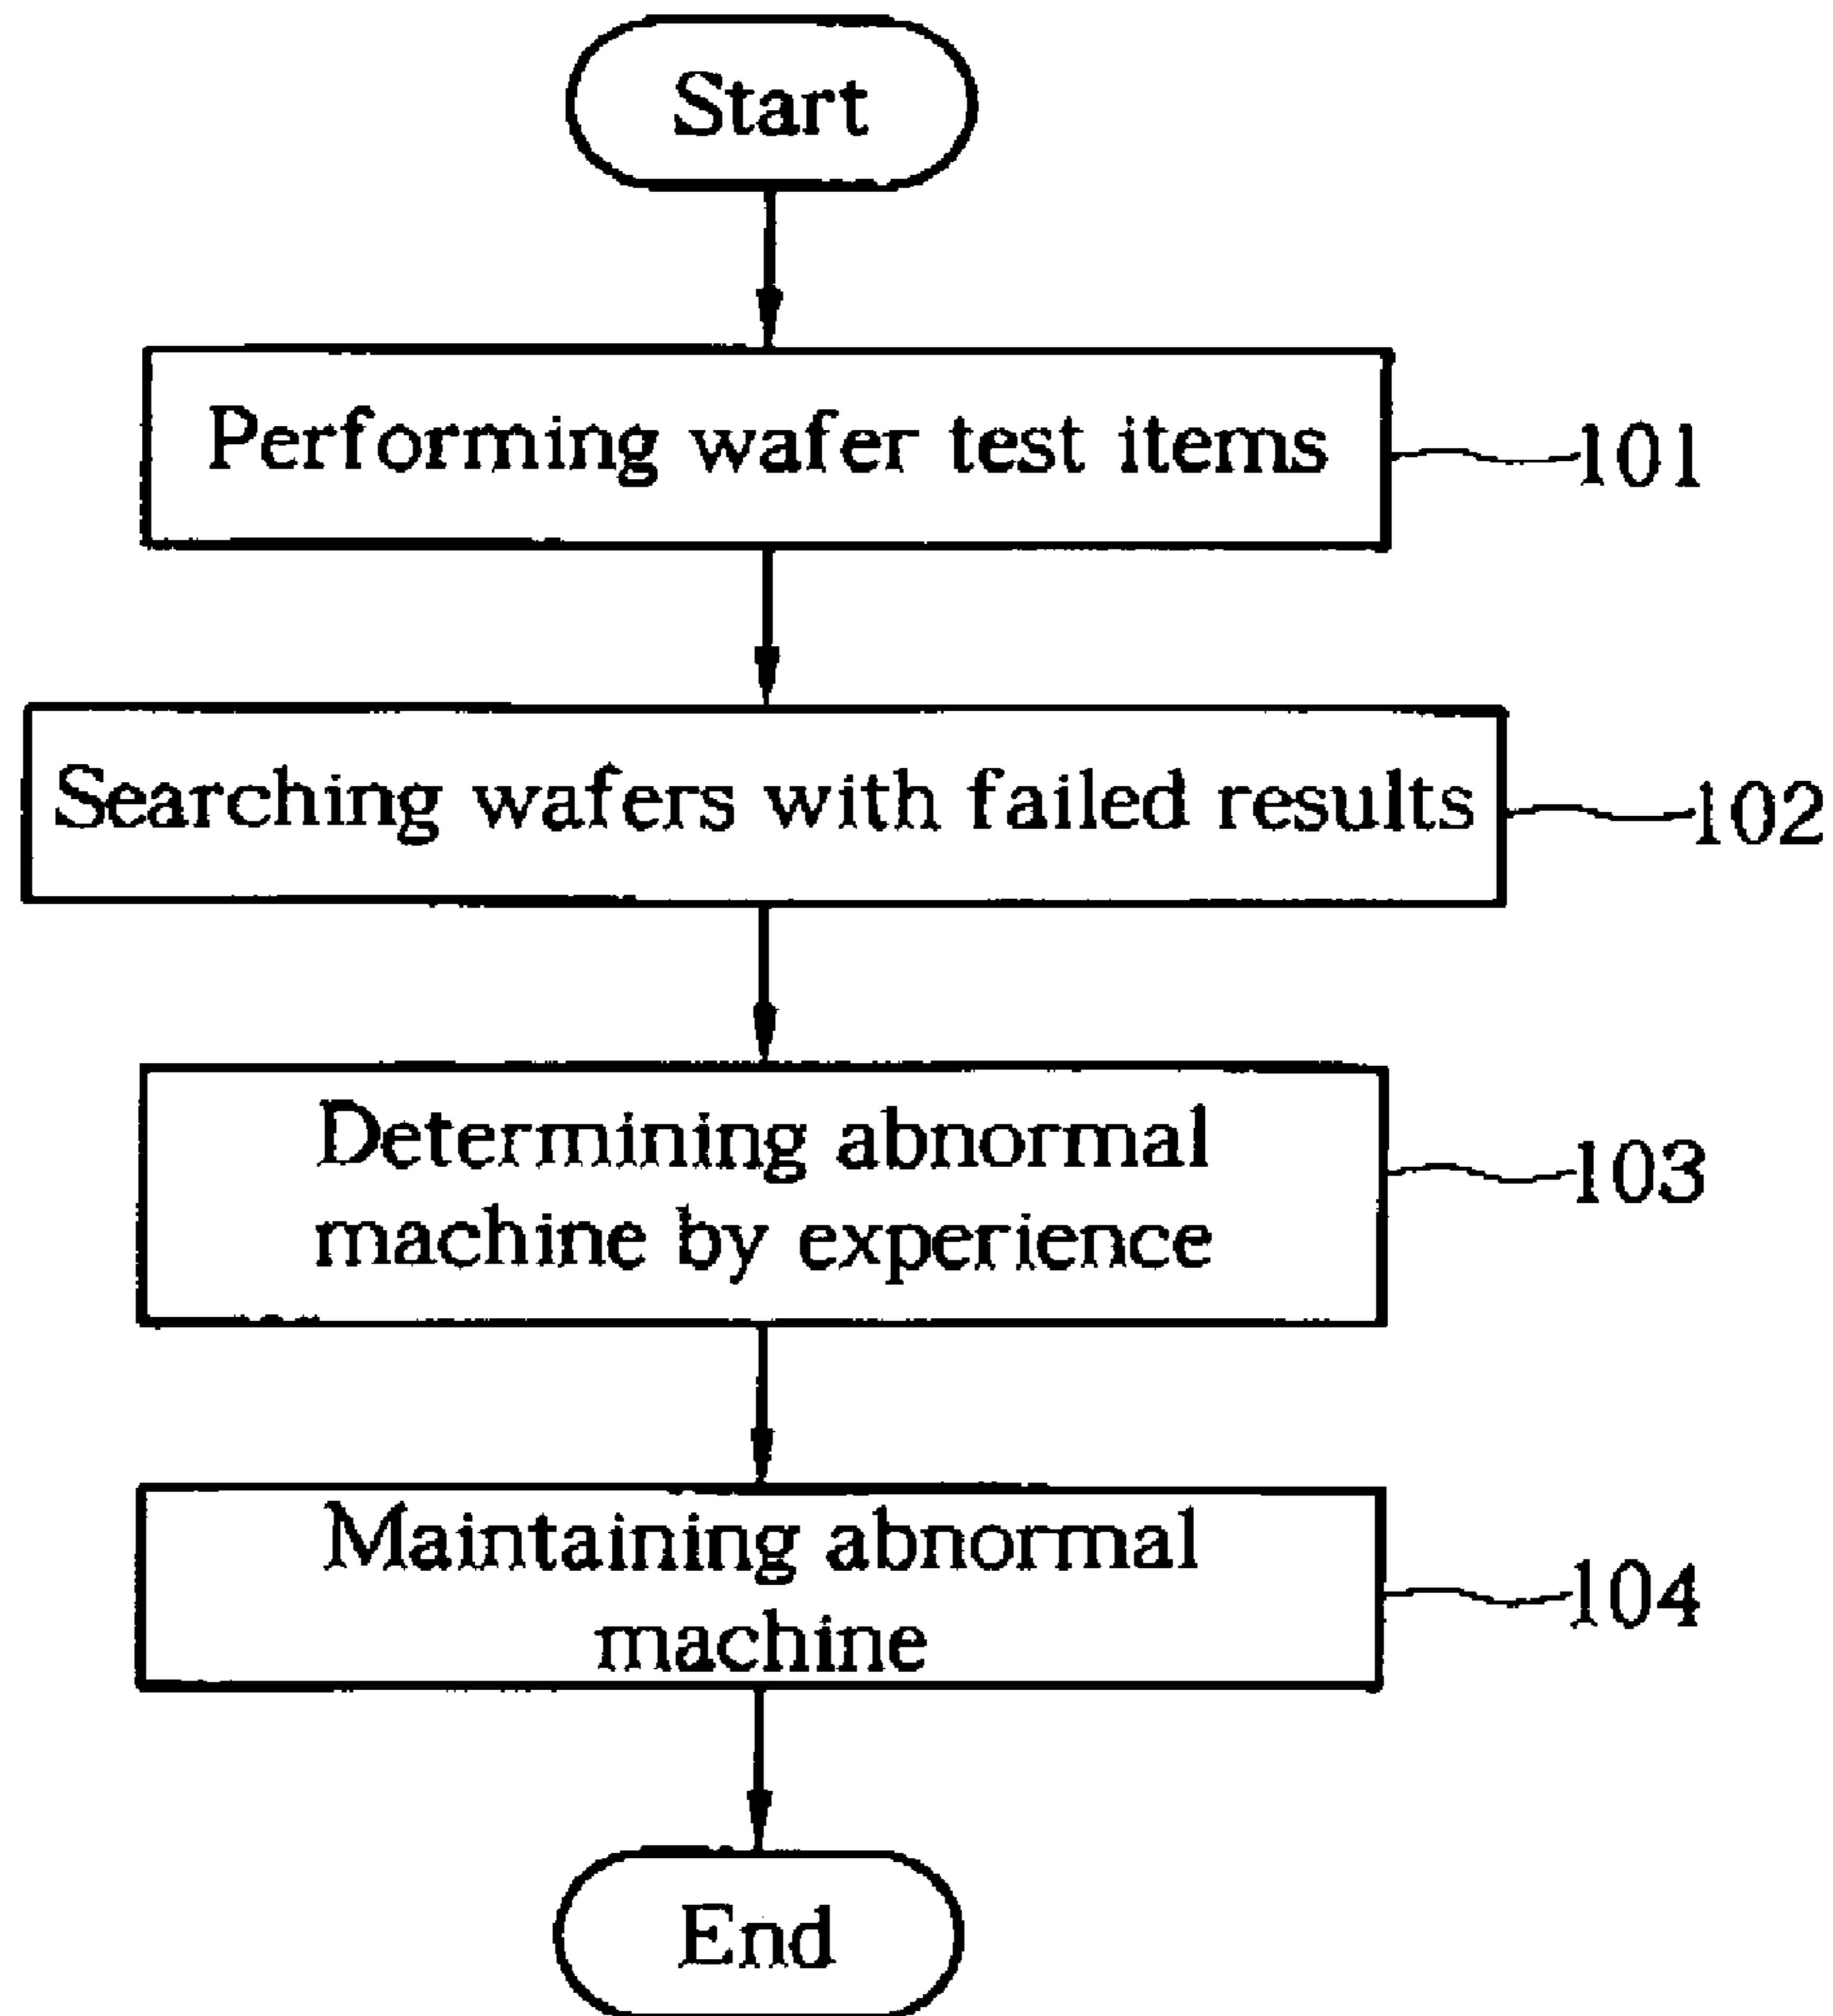 Start
Performing wafer test items
101
Searching wafers with failed results
102
Determining abnormal
machine by experience
103
Maintaining abnormal
machine
104
End